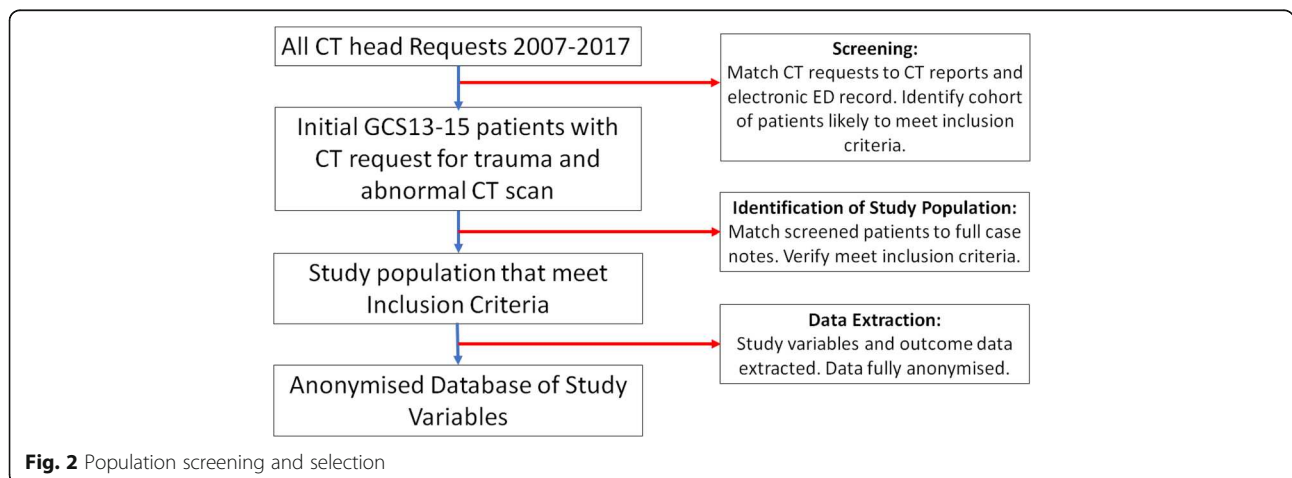 All CT head Requests 2007-2017
Screening:
Match CT requests to CT reports and
electronic ED record. Identify cohort
of patients likely to meet inclusion
criteria.
Initial GCS13-15 patients with
CT request for trauma and
abnormal CT scan
Identification of Study Population:
Match screened patients to full case
notes. Verify meet inclusion criteria.
Study population that meet
Inclusion Criteria
Data Extraction:
Study variables and outcome data
extracted. Data fully anonymised.
Anonymised Database of Study
Variables
Fig. 2 Population screening and selection